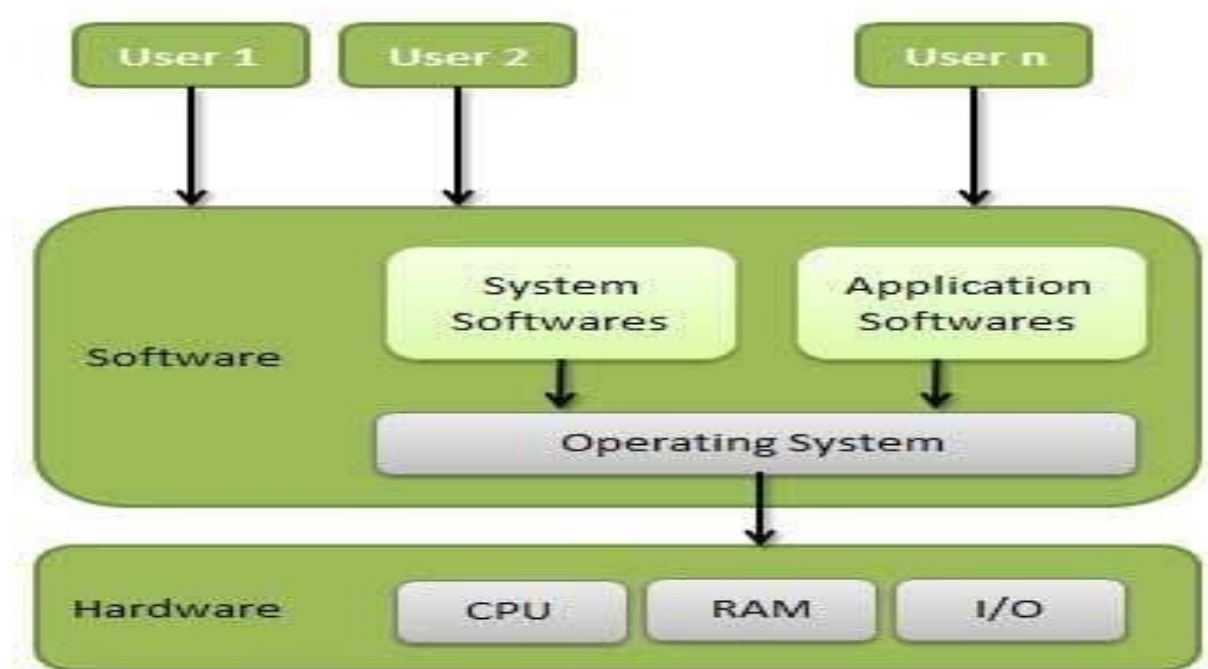 User 1
User 2
User n
System
Softwares
Application
Softwares
Software
Operating System
Hardware
CPU
RAM
I/O